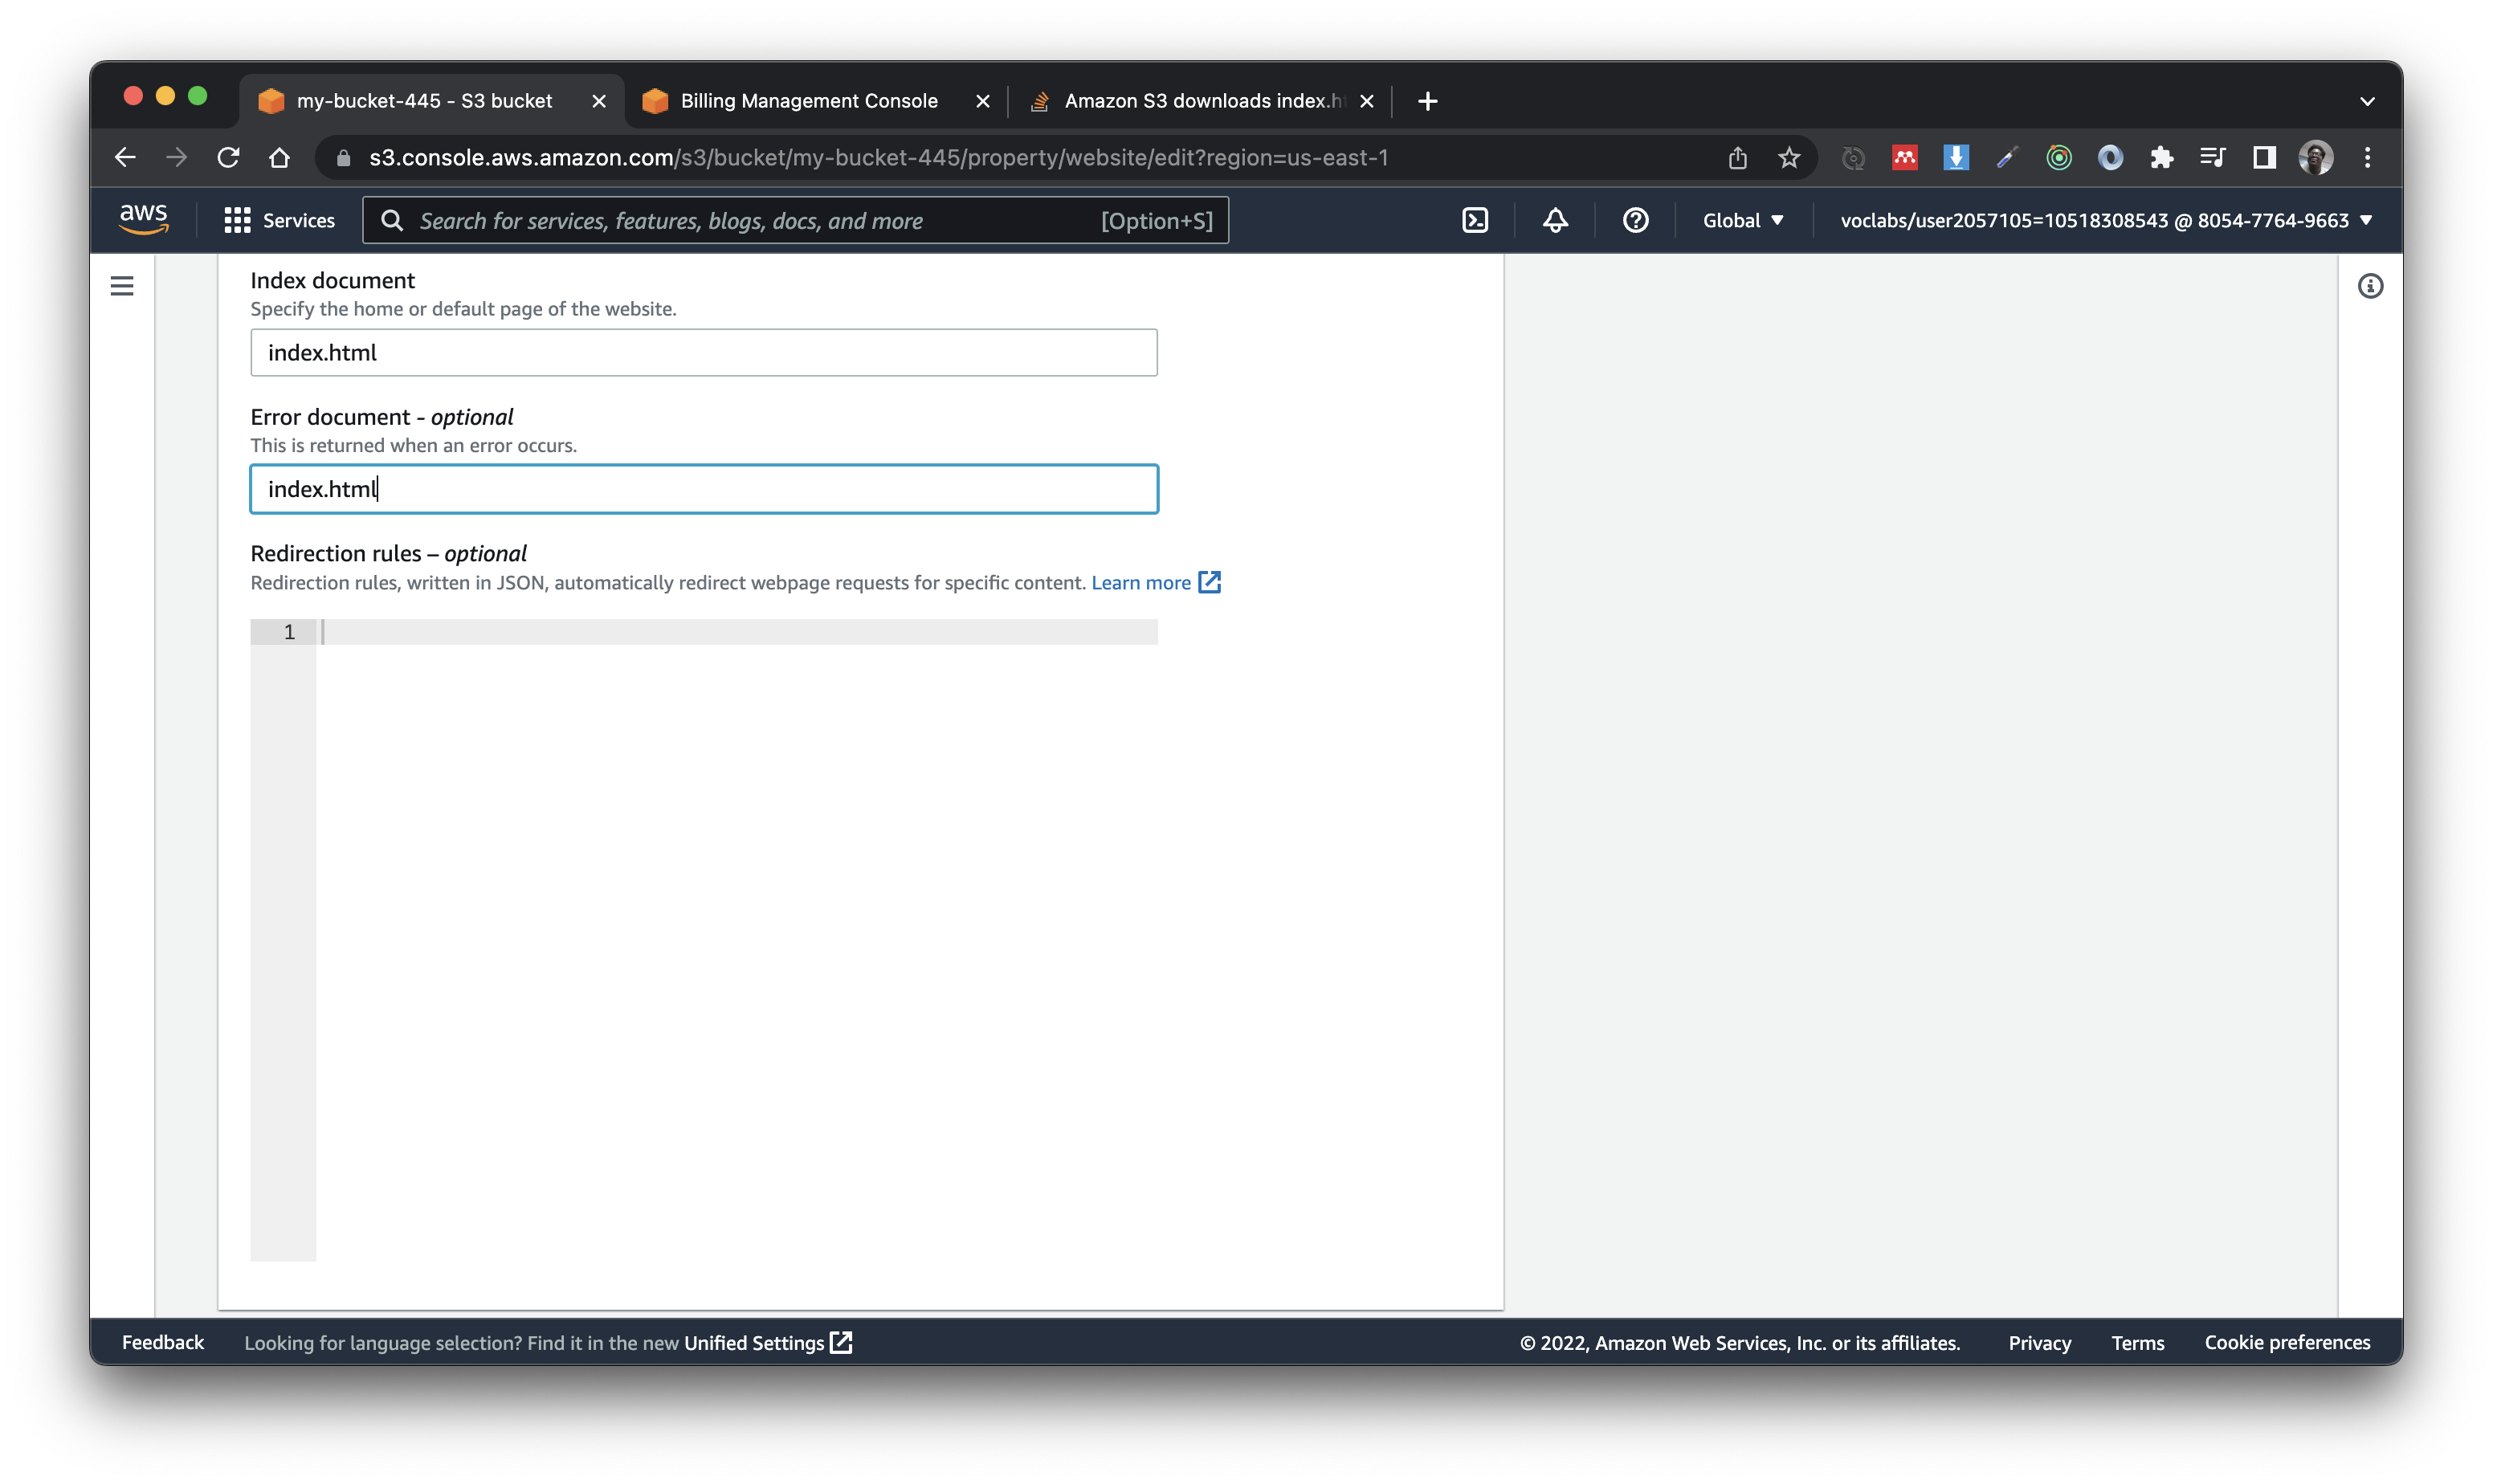 my-bucket-445 - S3 bucket
Billing Management Console
Amazon S3 downloads index.h
s3.console.aws.amazon.com/s3/bucket/my-bucket-445/property/website/edit?region=us-east-1
aws
Services
Search for services, features, blogs, docs, and more
[Option+S]
Global
voclabs/user2057105=10518308543 @ 8054-7764-9663
Index document
Specify the home or default page of the website.
index.html
Error document - optional
This is returned when an error occurs.
index.html
Redirection rules – optional
Redirection rules, written in JSON, automatically redirect webpage requests for specific content. Learn more
1
Feedback
Looking for language selection? Find it in the new Unified Settings
© 2022, Amazon Web Services, Inc. or its affiliates.
Privacy
Terms
Cookie preferences